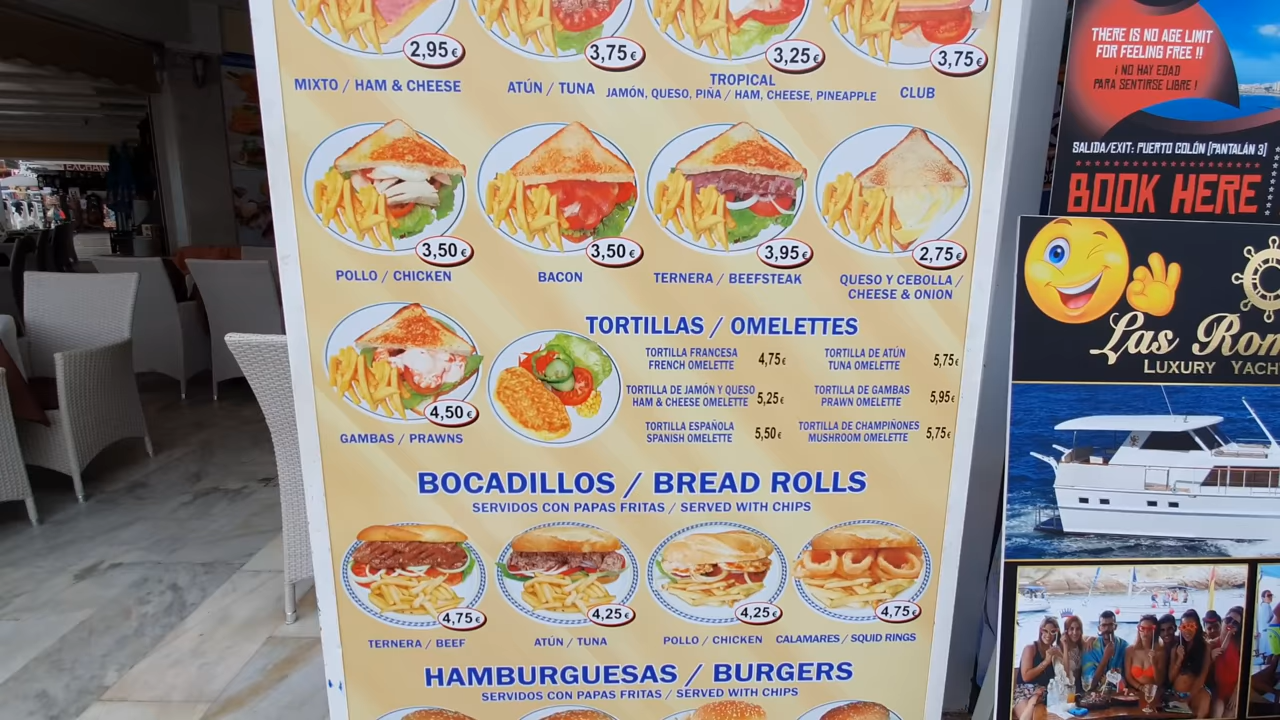 2,95€
3,75€
3,25€
3,75€
MIXTO / HAM & CHEESE
ATÚN / TUNA
TROPICAL
JAMÓN, QUESO, PIÑA / HAM, CHEESE, PINEAPPLE
CLUB
3,50€
3,50€
3,95€
2,75€
POLLO / CHICKEN
BACON
TERNERA / BEEFSTEAK
QUESO Y CEBOLLA /
CHEESE & ONION
4,50€
GAMBAS / PRAWNS
TORTILLAS / OMELETTES
TORTILLA FRANCESA
FRENCH OMELETTE
4,75€
TORTILLA DE ATÚN
TUNA OMELETTE
5,75€
TORTILLA DE JAMÓN Y QUESO
HAM & CHEESE OMELETTE
5,25€
TORTILLA DE GAMBAS
PRAWN OMELETTE
5,95€
TORTILLA ESPAÑOLA
SPANISH OMELETTE
5,50€
TORTILLA DE CHAMPIÑONES
MUSHROOM OMELETTE
5,75€
BOCADILLOS / BREAD ROLLS
SERVIDOS CON PAPAS FRITAS / SERVED WITH CHIPS
4,75€
4,25€
4,25€
4,75€
TERNERA / BEEF
ATÚN / TUNA
POLLO / CHICKEN
CALAMARES / SQUID RINGS
HAMBURGUESAS / BURGERS
SERVIDOS CON PAPAS FRITAS / SERVED WITH CHIPS
THERE IS NO AGE LIMIT
FOR FEELING FREE !!
¡ NO HAY EDAD
PARA SENTIRSE LIBRE !
SALIDA/EXIT: PUERTO COLÓN (PANTALÁN 3)
BOOK HERE
Las
LUXURY